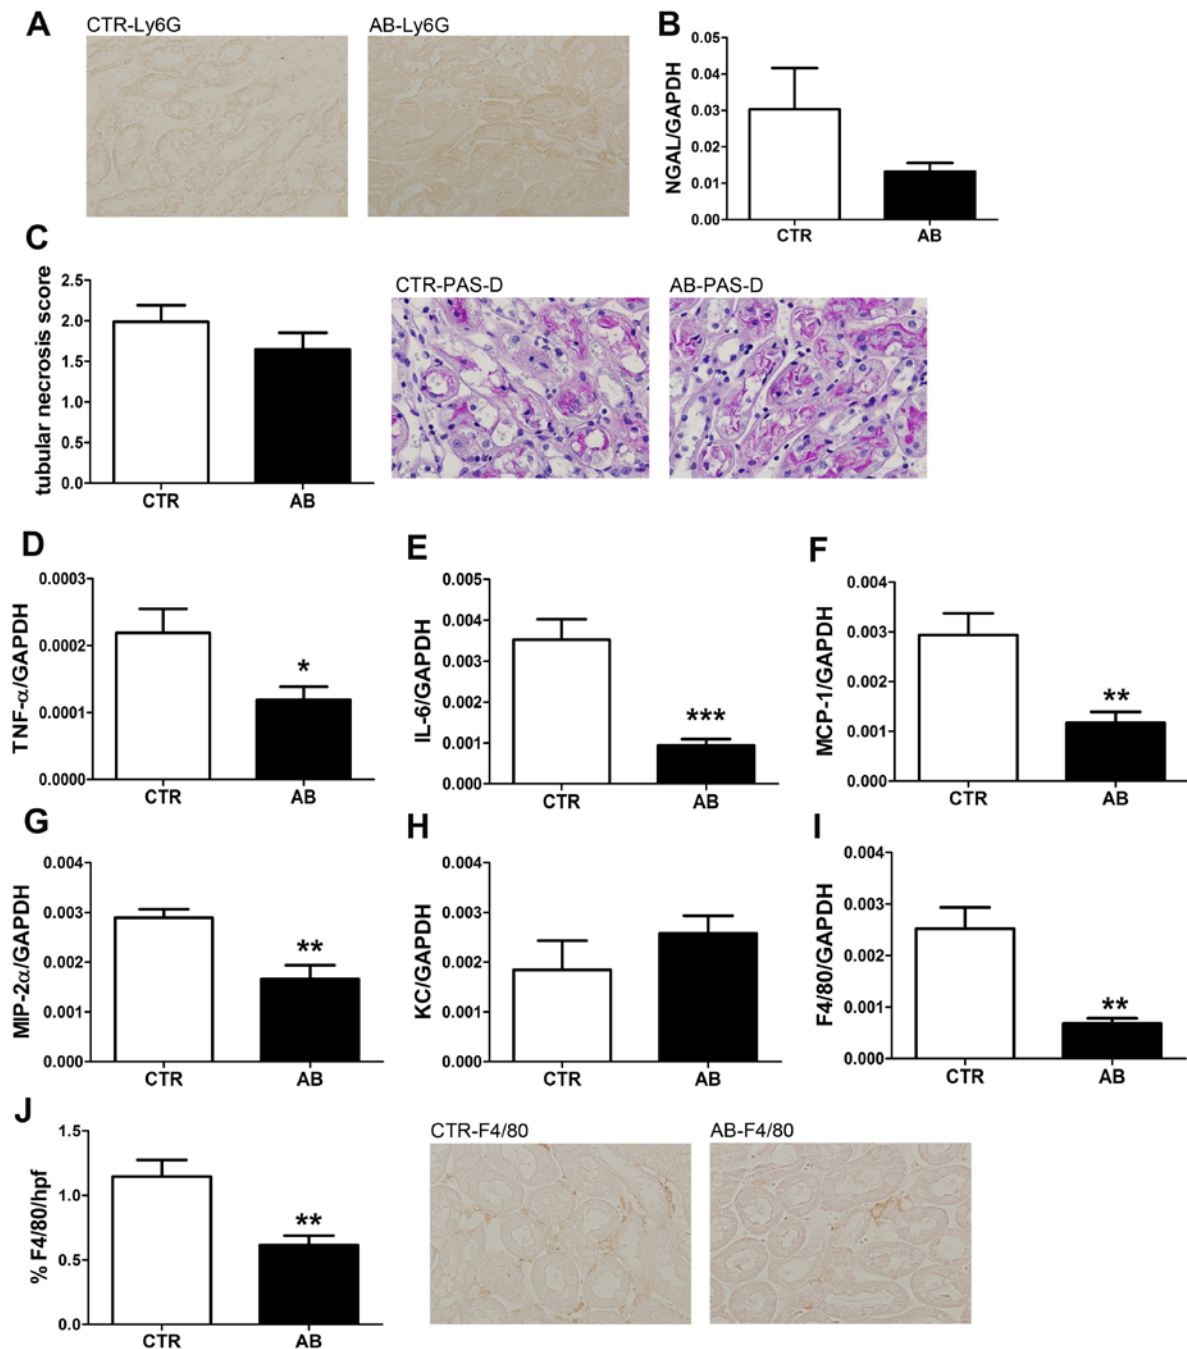 A
CTR-Ly6G
AB-Ly6G
B
NGAL/GAPDH
0.05
0.04
0.03
0.02
0.01
0.00
CTR
AB
C
tubular necrosis score
2.5
2.0
1.5
1.0
0.5
0.0
CTR
AB
CTR-PAS-D
AB-PAS-D
D
TNF-α/GAPDH
0.0003
0.0002
0.0001
0.0000
*
CTR
AB
E
IL-6/GAPDH
0.005
0.004
0.003
0.002
0.001
0.000
***
CTR
AB
F
MCP-1/GAPDH
0.004
0.003
0.002
0.001
0.000
**
CTR
AB
G
MIP-2α/GAPDH
0.004
0.003
0.002
0.001
0.000
**
CTR
AB
H
KC/GAPDH
0.004
0.003
0.002
0.001
0.000
CTR
AB
I
F4/80/GAPDH
0.004
0.003
0.002
0.001
0.000
**
CTR
AB
J
% F4/80/hpf
1.5
1.0
0.5
0.0
**
CTR
AB
CTR-F4/80
AB-F4/80